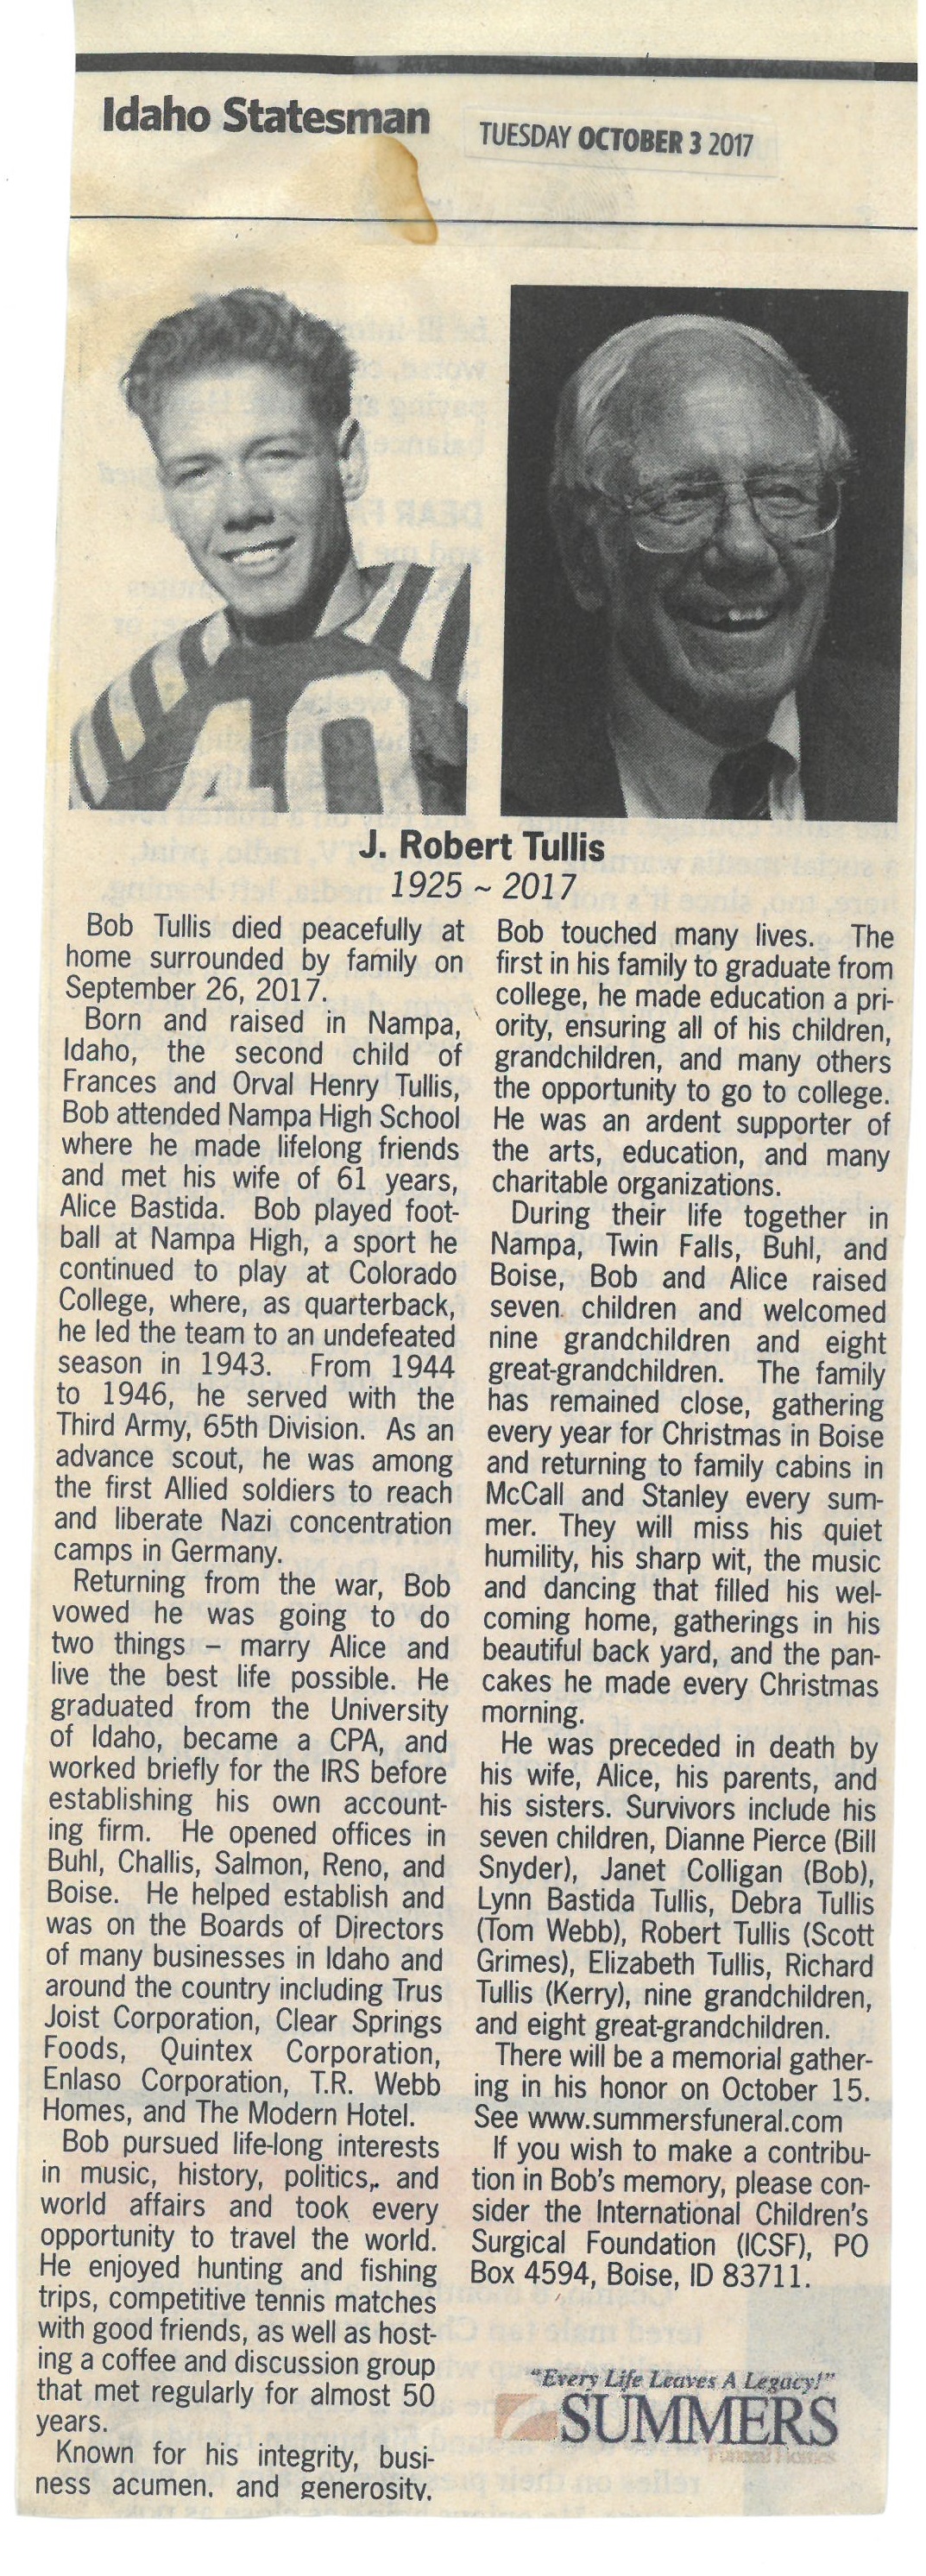 Idaho Statesman
TUESDAY OCTOBER 3 2017
40
J. Robert Tullis
1925 ~ 2017
Bob Tullis died peacefully at
home surrounded by family on
September 26, 2017.
Born and raised in Nampa,
Idaho, the second child of
Frances and Orval Henry Tullis,
Bob attended Nampa High School
where he made lifelong friends
and met his wife of 61 years,
Alice Bastida. Bob played foot-
ball at Nampa High, a sport he
continued to play at Colorado
College, where, as quarterback,
he led the team to an undefeated
season in 1943. From 1944
to 1946, he served with the
Third Army, 65th Division. As an
advance scout, he was among
the first Allied soldiers to reach
and liberate Nazi concentration
camps in Germany.
Returning from the war, Bob
vowed he was going to do
two things – marry Alice and
live the best life possible. He
graduated from the University
of Idaho, became a CPA, and
worked briefly for the IRS before
establishing his own account-
ing firm. He opened offices in
Buhl, Challis, Salmon, Reno, and
Boise. He helped establish and
was on the Boards of Directors
of many businesses in Idaho and
around the country including Trus
Joist Corporation, Clear Springs
Foods, Quintex Corporation,
Enlaso Corporation, T.R. Webb
Homes, and The Modern Hotel.
Bob pursued life-long interests
in music, history, politics, and
world affairs and took every
opportunity to travel the world.
He enjoyed hunting and fishing
trips, competitive tennis matches
with good friends, as well as host-
ing a coffee and discussion group
that met regularly for almost 50
years.
Known for his integrity, busi-
ness acumen, and generosity,
Bob touched many lives. The
first in his family to graduate from
college, he made education a pri-
ority, ensuring all of his children,
grandchildren, and many others
the opportunity to go to college.
He was an ardent supporter of
the arts, education, and many
charitable organizations.
During their life together in
Nampa, Twin Falls, Buhl, and
Boise, Bob and Alice raised
seven children and welcomed
nine grandchildren and eight
great-grandchildren. The family
has remained close, gathering
every year for Christmas in Boise
and returning to family cabins in
McCall and Stanley every sum-
mer. They will miss his quiet
humility, his sharp wit, the music
and dancing that filled his wel-
coming home, gatherings in his
beautiful back yard, and the pan-
cakes he made every Christmas
morning.
He was preceded in death by
his wife, Alice, his parents, and
his sisters. Survivors include his
seven children, Dianne Pierce (Bill
Snyder), Janet Colligan (Bob),
Lynn Bastida Tullis, Debra Tullis
(Tom Webb), Robert Tullis (Scott
Grimes), Elizabeth Tullis, Richard
Tullis (Kerry), nine grandchildren,
and eight great-grandchildren.
There will be a memorial gather-
ing in his honor on October 15.
See www.summersfuneral.com
If you wish to make a contribu-
tion in Bob's memory, please con-
sider the International Children's
Surgical Foundation (ICSF), PO
Box 4594, Boise, ID 83711.
"Every Life Leaves A Legacy!"
SUMMERS
Funeral Homes